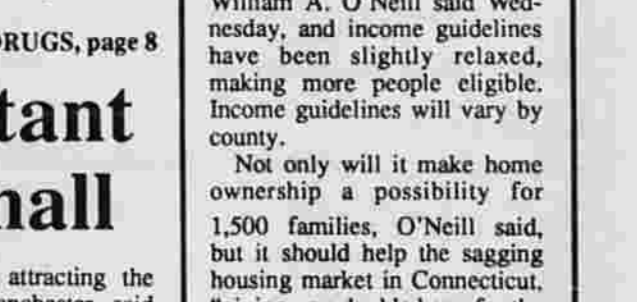 DRUGS, page 8
tant
hall
attracting the
William A. O'Neill said Wed-
nesday, and income guidelines
have been slightly relaxed,
making more people eligible.
Income guidelines will vary by
county.
Not only will it make home
ownership a possibility for
1,500 families, O'Neill said,
but it should help the sagging
housing market in Connecticut,